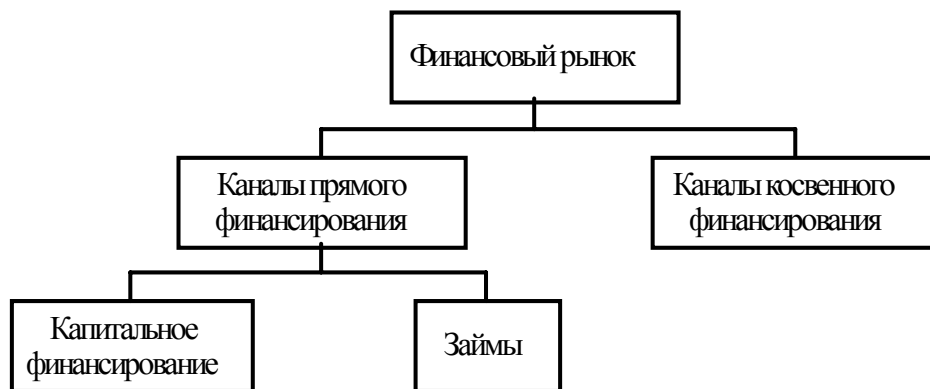 Финансовый рынок
Каналы прямого
финансирования
Каналы косвенного
финансирования
Капитальное
финансирование
Займы